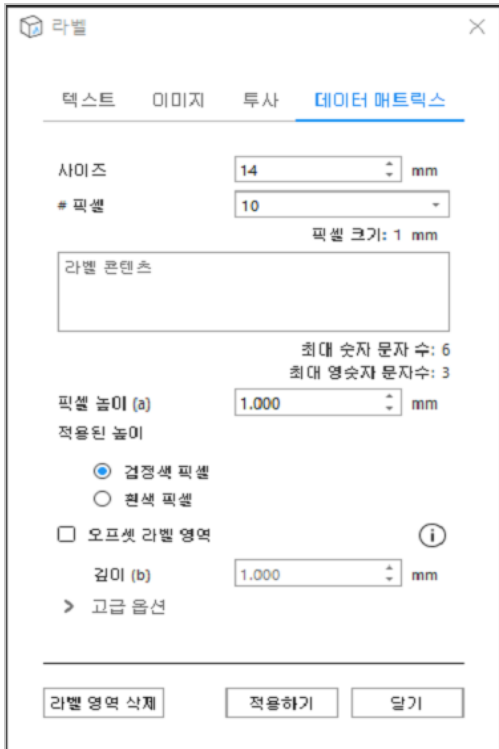 라벨
텍스트 이미지 투사 데이터 매트릭스
사이즈 14 mm
# 픽셀 10
픽셀 크기: 1 mm
라벨 콘텐츠
최대 숫자 문자 수: 6
최대 영숫자 문자수: 3
픽셀 높이 (a) 1.000 mm
적용된 높이
검정색 픽셀
흰색 픽셀
오프셋 라벨 영역
깊이 (b) 1.000 mm
고급 옵션
라벨 영역 삭제 적용하기 닫기